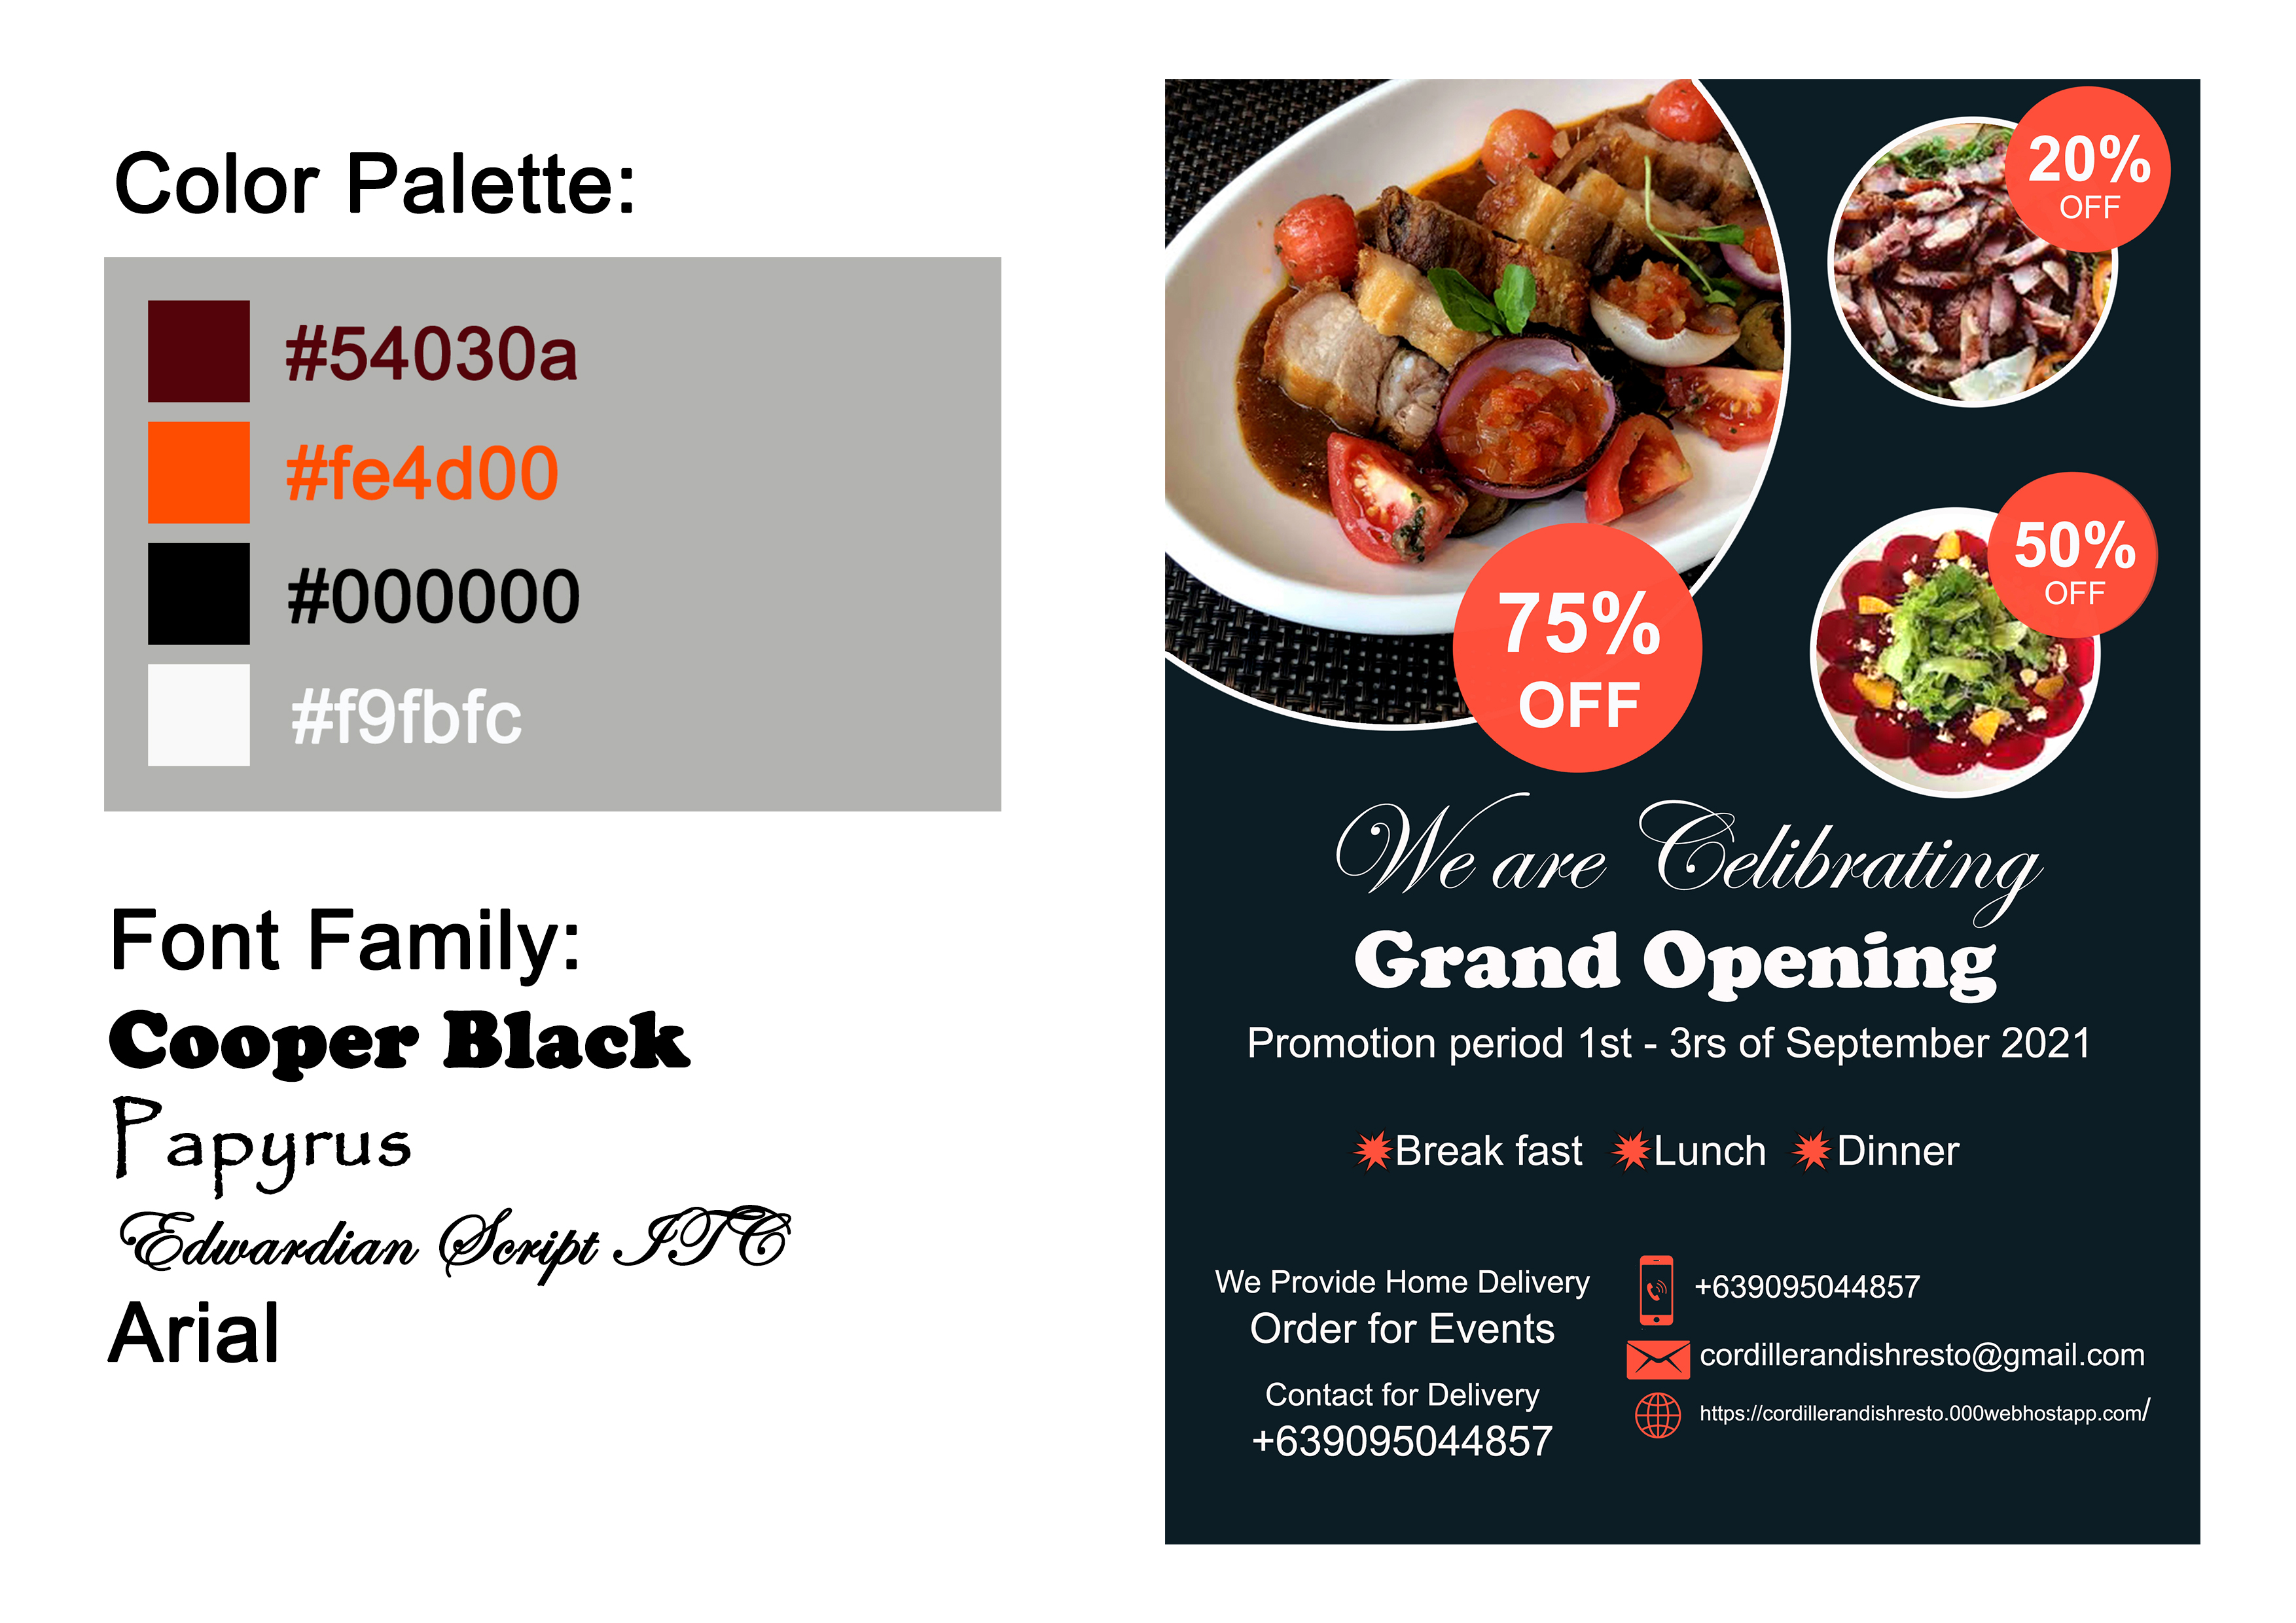 Color Palette:
#54030a
#fe4d00
#000000
#f9fbfc
Font Family:
Cooper Black
Papyrus
Edwardian Script ITC
Arial
20%
OFF
50%
OFF
75%
OFF
We are Celibrating
Grand Opening
Promotion period 1st - 3rs of September 2021
Break fast Lunch Dinner
We Provide Home Delivery
Order for Events
Contact for Delivery
+639095044857
+639095044857
cordillerandishresto@gmail.com
https://cordillerandishresto.000webhostapp.com/